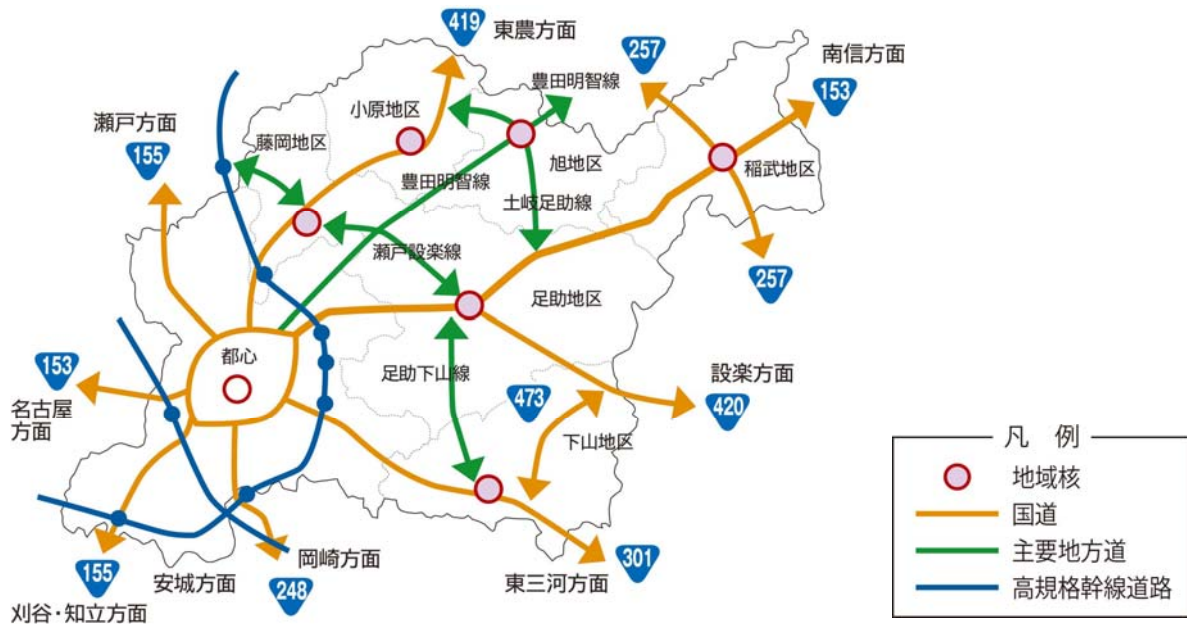 419
東農方面
257
南信方面
153
豊田明智線
小原地区
瀬戸方面
155
藤岡地区
旭地区
稲武地区
豊田明智線
土岐足助線
瀬戸設楽線
257
足助地区
都心
153
名古屋
方面
足助下山線
473
設楽方面
420
下山地区
155
刈谷・知立方面
安城方面
248
岡崎方面
東三河方面
301
凡 例
地域核
国道
主要地方道
高規格幹線道路